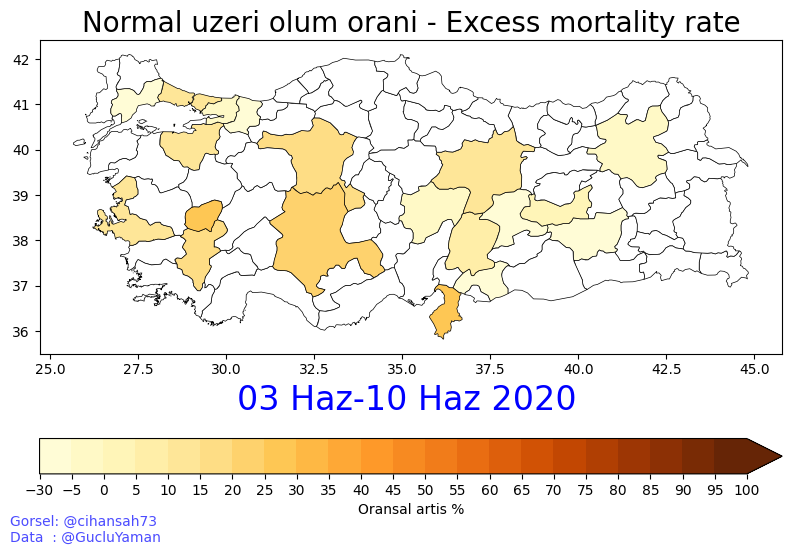 Normal uzeri olum orani - Excess mortality rate
42
41
40
39
38
37
36
25.0 27.5 30.0 32.5 35.0 37.5 40.0 42.5 45.0
03 Haz-10 Haz 2020
−30 −5 0 5 10 15 20 25 30 35 40 45 50 55 60 65 70 75 80 85 90 95 100
Oransal artis %
Gorsel: @cihansah73
Data : @GucluYaman